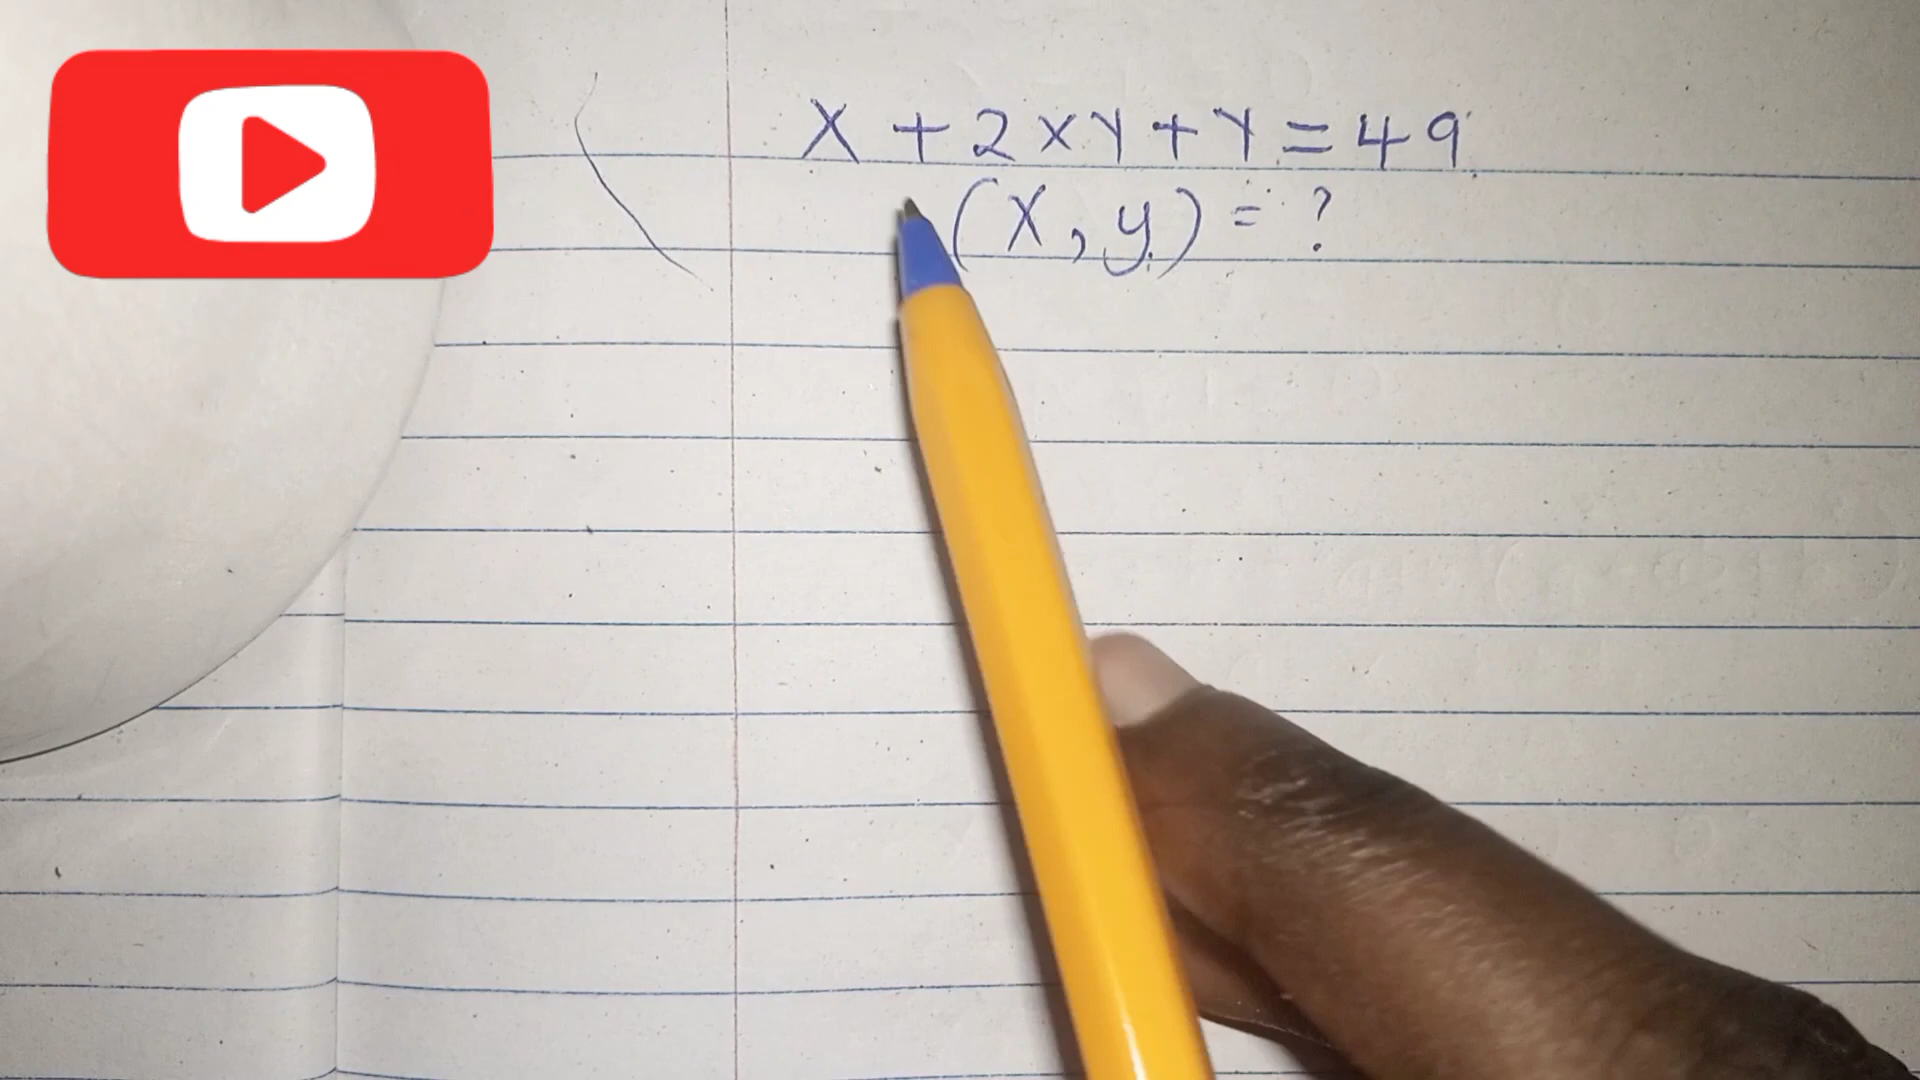 X + 2xY + Y = 49
(X, y) = ?